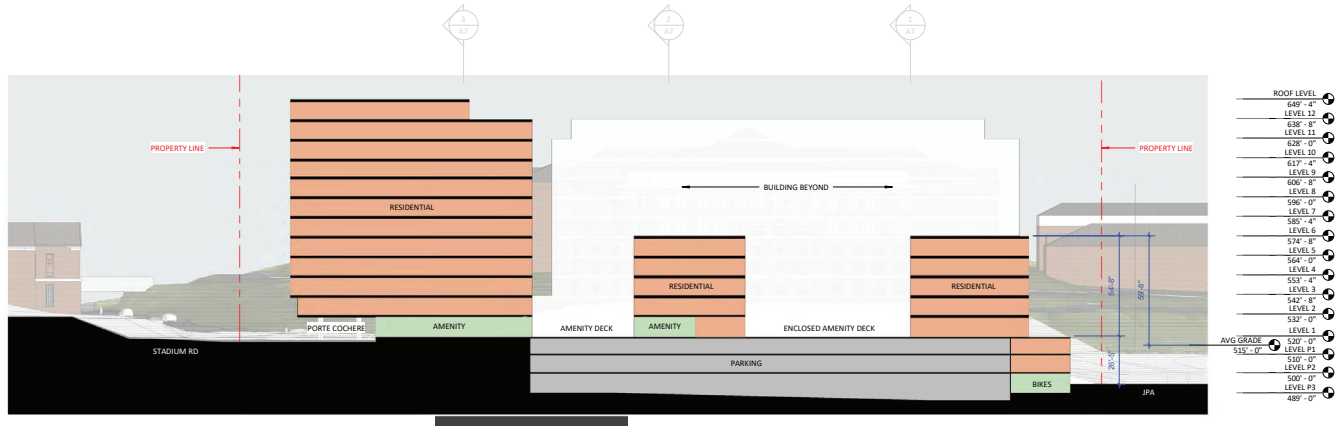 3
A7
2
A7
1
A7
PROPERTY LINE
PROPERTY LINE
BUILDING BEYOND
RESIDENTIAL
RESIDENTIAL
RESIDENTIAL
PORTE COCHERE
AMENITY
AMENITY DECK
AMENITY
ENCLOSED AMENITY DECK
STADIUM RD
PARKING
BIKES
JPA
54'-8"
59'-8"
26'-5"
ROOF LEVEL
649' - 4"
LEVEL 12
638' - 8"
LEVEL 11
628' - 0"
LEVEL 10
617' - 4"
LEVEL 9
606' - 8"
LEVEL 8
596' - 0"
LEVEL 7
585' - 4"
LEVEL 6
574' - 8"
LEVEL 5
564' - 0"
LEVEL 4
553' - 4"
LEVEL 3
542' - 8"
LEVEL 2
532' - 0"
LEVEL 1
520' - 0"
AVG GRADE
515' - 0"
LEVEL P1
510' - 0"
LEVEL P2
500' - 0"
LEVEL P3
489' - 0"